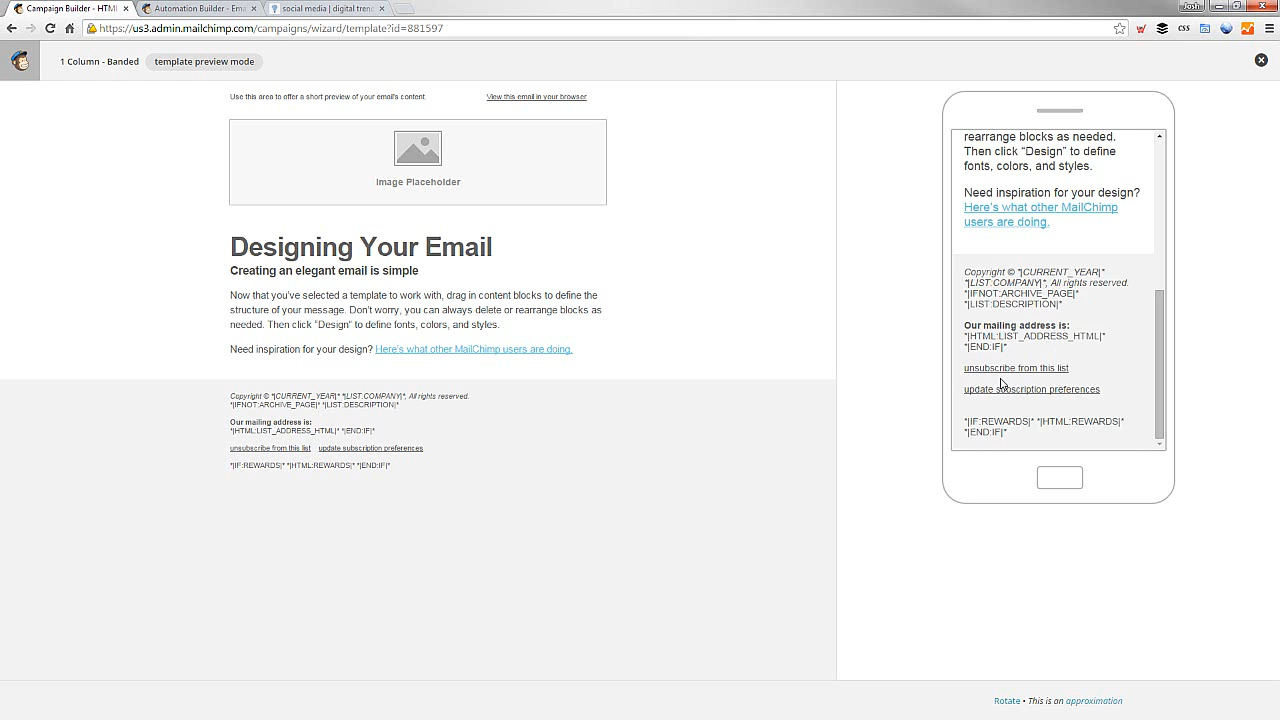 Campaign Builder - HTMl
Automation Builder - Ema
social media | digital tren
Josh
https://us3.admin.mailchimp.com/campaigns/wizard/template?id=881597
css
1 Column - Banded
template preview mode
Use this area to offer a short preview of your email's content.
View this email in your browser
Image Placeholder
Designing Your Email
Creating an elegant email is simple
Now that you've selected a template to work with, drag in content blocks to define the
structure of your message. Don't worry, you can always delete or rearrange blocks as
needed. Then click "Design" to define fonts, colors, and styles.
Need inspiration for your design? Here's what other MailChimp users are doing.
Copyright © *|CURRENT_YEAR|* *|LIST:COMPANY|*, All rights reserved.
*|IFNOT:ARCHIVE_PAGE|* *|LIST:DESCRIPTION|*
Our mailing address is:
*|HTML:LIST_ADDRESS_HTML|* *|END:IF|*
unsubscribe from this list update subscription preferences
*|IF:REWARDS|* *|HTML:REWARDS|* *|END:IF|*
rearrange blocks as needed.
Then click "Design" to define
fonts, colors, and styles.
Need inspiration for your design?
Here's what other MailChimp
users are doing.
Copyright © *|CURRENT_YEAR|*
*|LIST:COMPANY|*, All rights reserved.
*|IFNOT:ARCHIVE_PAGE|*
*|LIST:DESCRIPTION|*
Our mailing address is:
*|HTML:LIST_ADDRESS_HTML|*
*|END:IF|*
unsubscribe from this list
update subscription preferences
*|IF:REWARDS|* *|HTML:REWARDS|*
*|END:IF|*
Rotate • This is an approximation